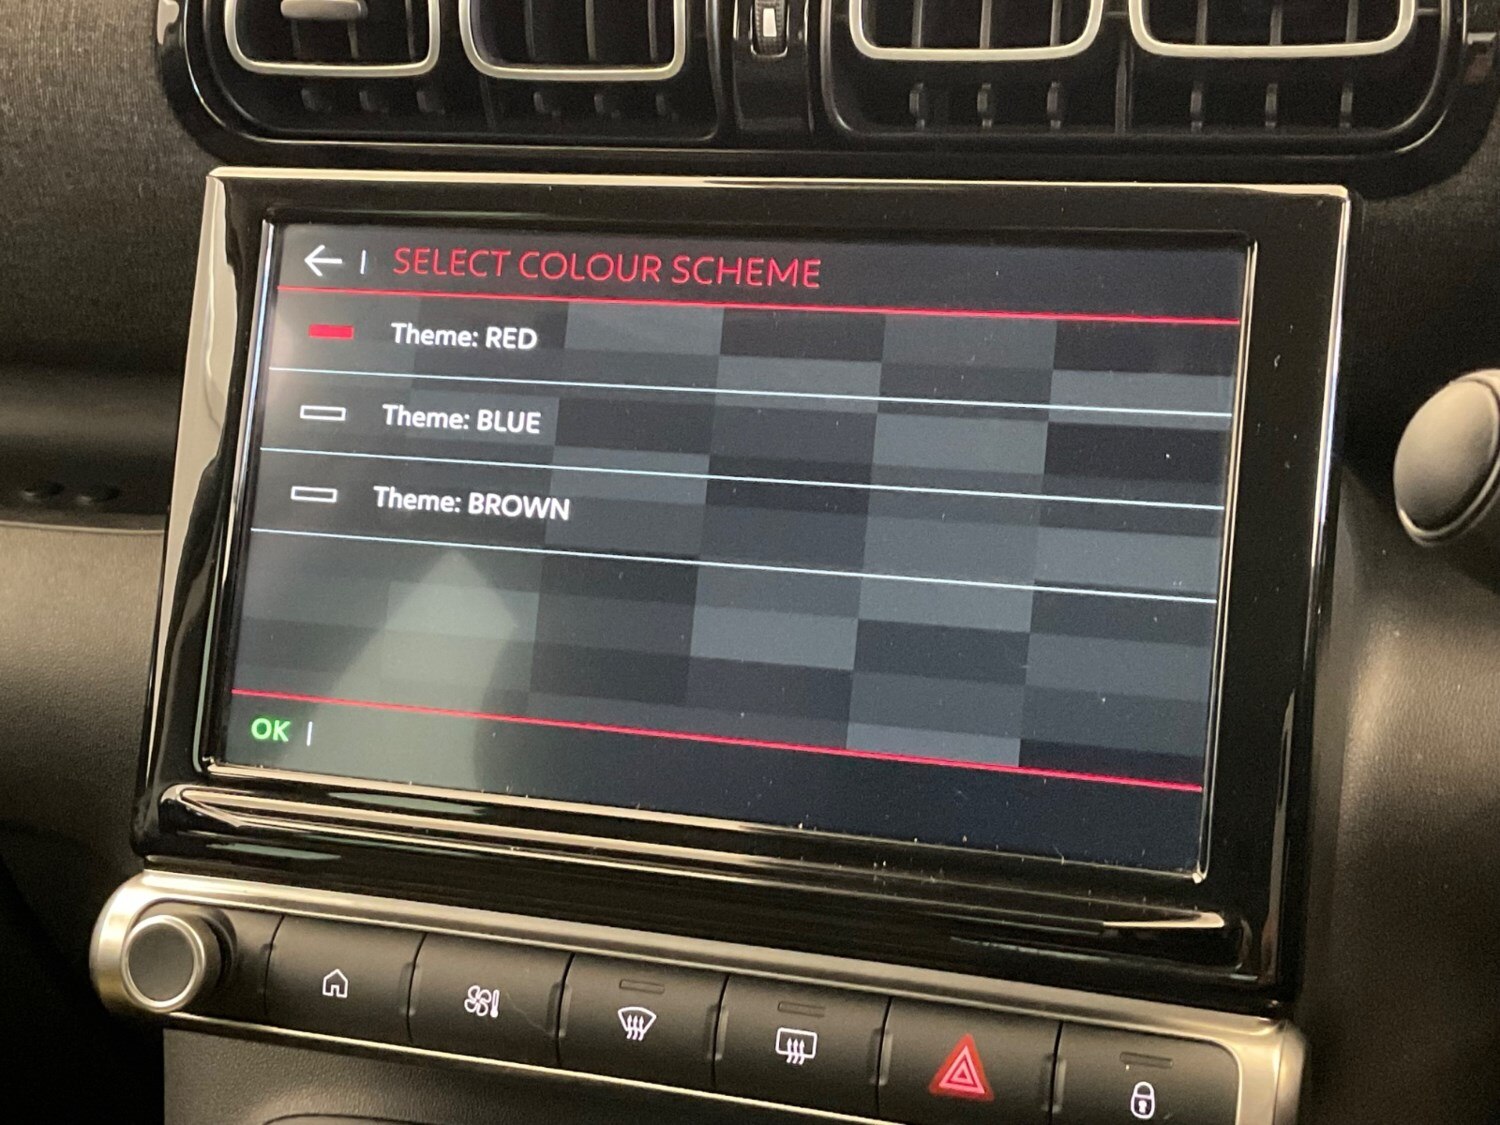 SELECT COLOUR SCHEME
Theme: RED
Theme: BLUE
Theme: BROWN
OK